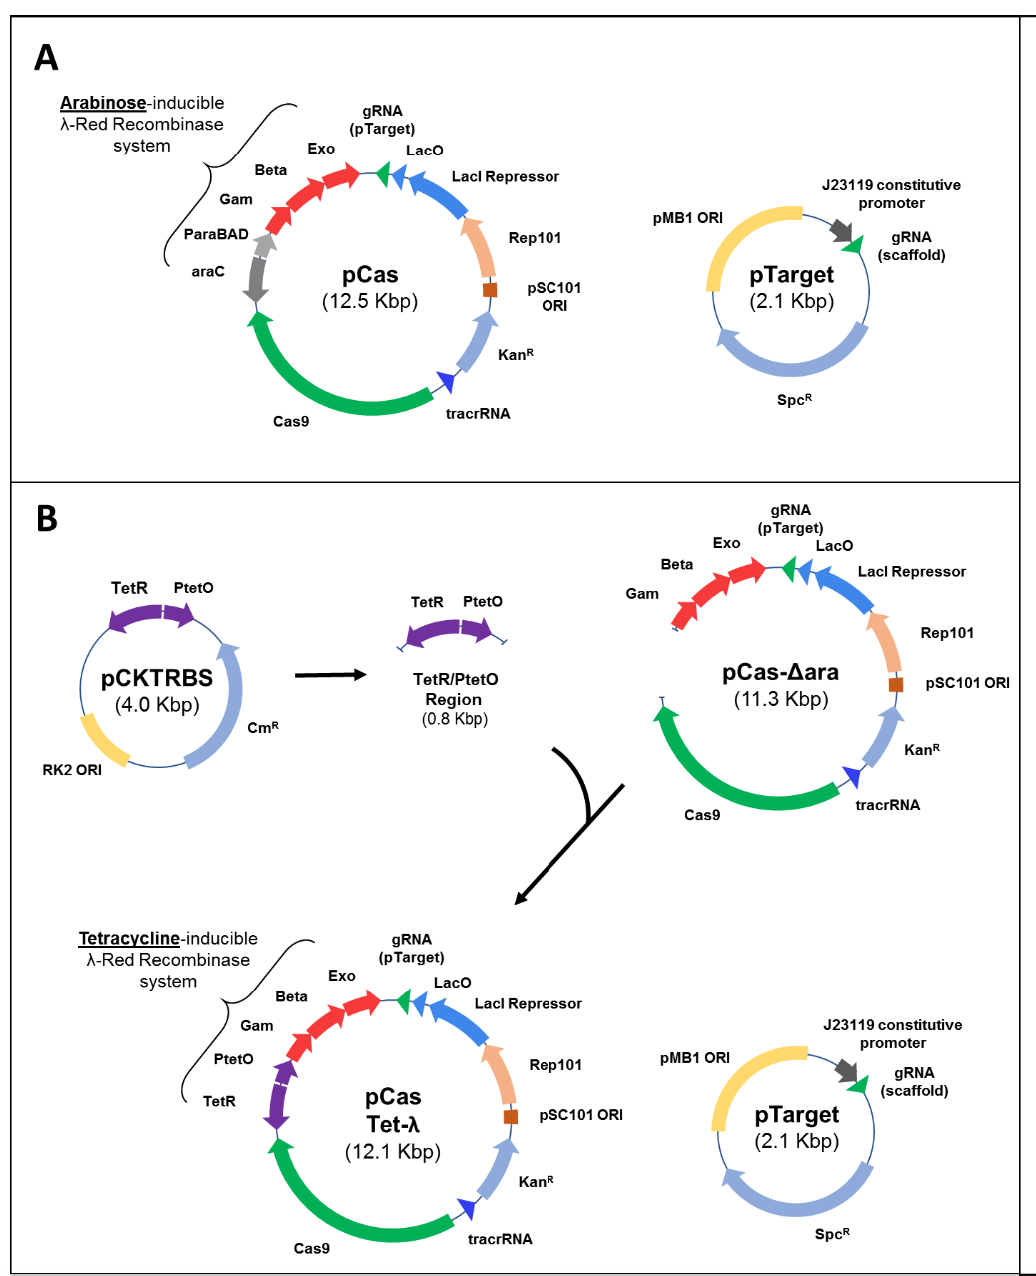 A
Arabinose-inducible
λ-Red Recombinase
system
gRNA
(pTarget)
LacO
LacI Repressor
Exo
Beta
Gam
ParaBAD
araC
Rep101
pSC101
ORI
KanR
tracrRNA
Cas9
pCas
(12.5 Kbp)
J23119 constitutive
promoter
pMB1 ORI
gRNA
(scaffold)
pTarget
(2.1 Kbp)
SpcR
B
TetR
PtetO
pCKTRBS
(4.0 Kbp)
CmR
RK2 ORI
TetR
PtetO
TetR/PtetO
Region
(0.8 Kbp)
gRNA
(pTarget)
LacO
LacI Repressor
Exo
Beta
Gam
Rep101
pSC101 ORI
KanR
tracrRNA
Cas9
pCas-Δara
(11.3 Kbp)
Tetracycline-inducible
λ-Red Recombinase
system
gRNA
(pTarget)
LacO
LacI Repressor
Exo
Beta
Gam
PtetO
TetR
Rep101
pSC101 ORI
KanR
tracrRNA
Cas9
pCas
Tet-λ
(12.1 Kbp)
J23119 constitutive
promoter
pMB1 ORI
gRNA
(scaffold)
pTarget
(2.1 Kbp)
SpcR